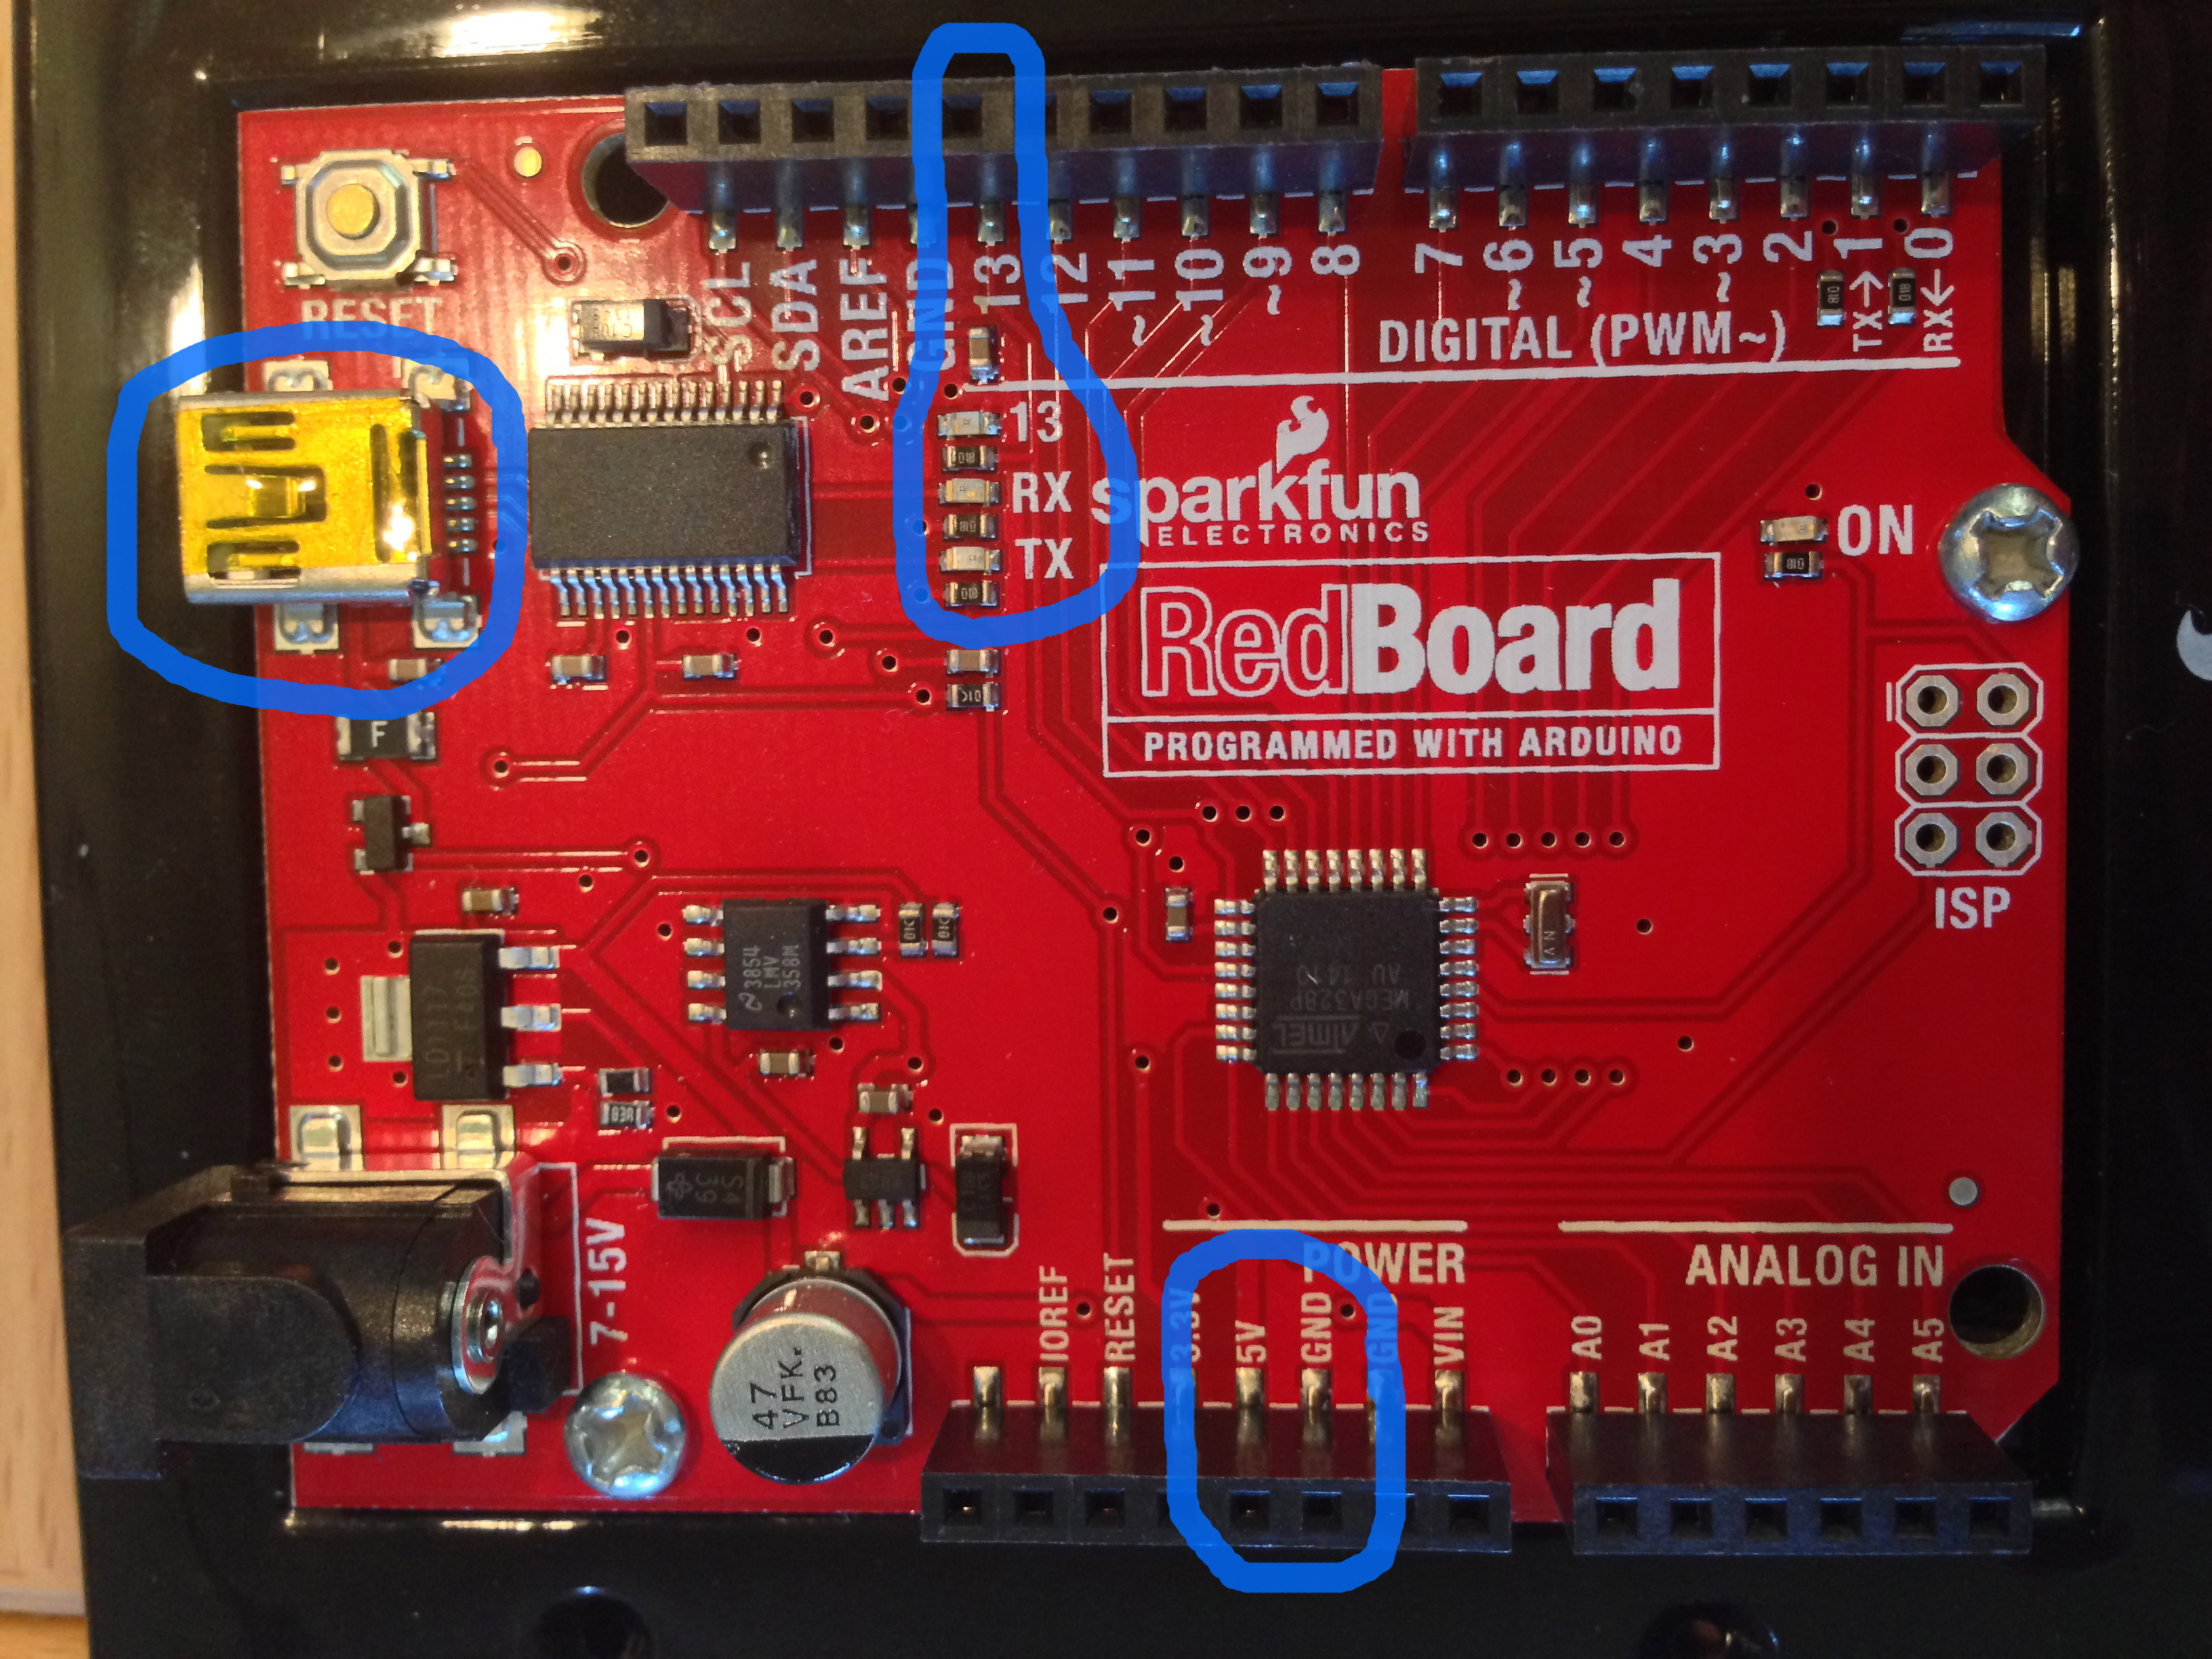 RESET
SCL
SDA
AREF
GND
13
12
~11
~10
~9
8
7
~6
~5
4
~3
2
TX→1
RX←0
DIGITAL (PWM~)
13
RX
TX
sparkfun
ELECTRONICS
ON
RedBoard
PROGRAMMED WITH ARDUINO
F
ISP
3854
LMV
358M
MEGA328P
AU 1410
ATMEL
LD1117
S4
39
7-15V
47
VFK.
B83
POWER
ANALOG IN
IOREF
RESET
3.3V
5V
GND
GND
VIN
A0
A1
A2
A3
A4
A5